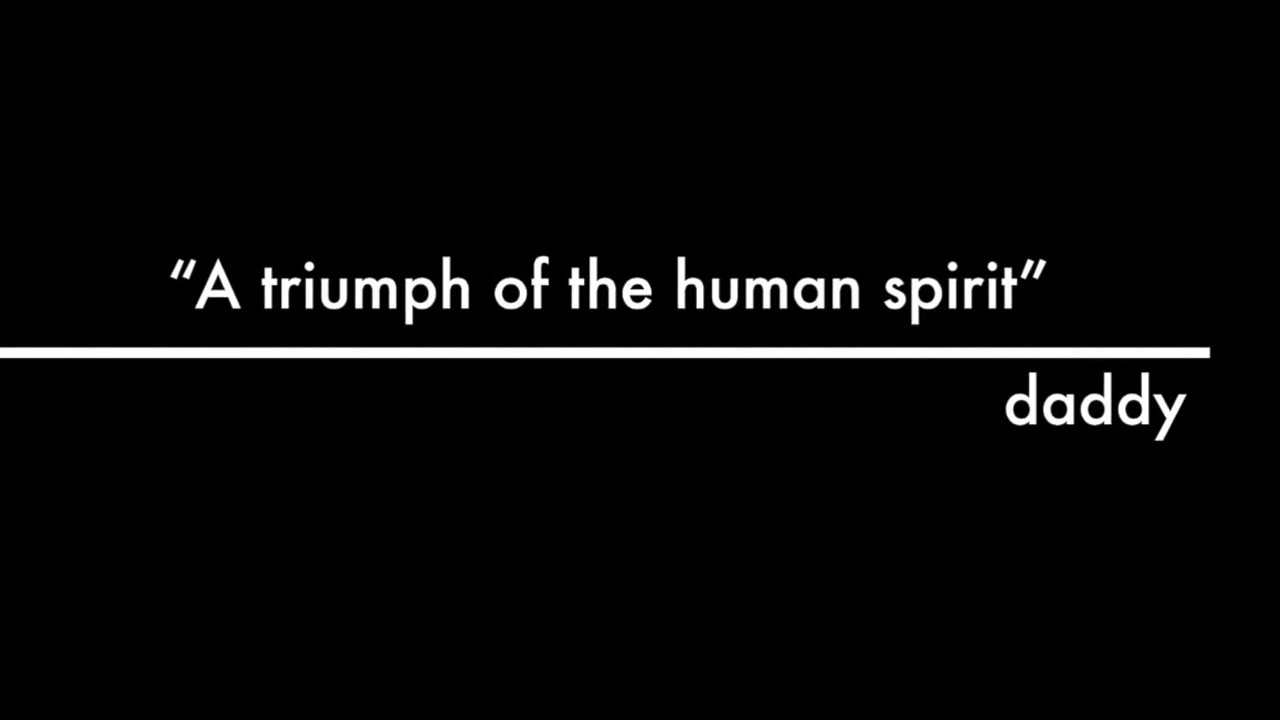 “A triumph of the human spirit”
daddy